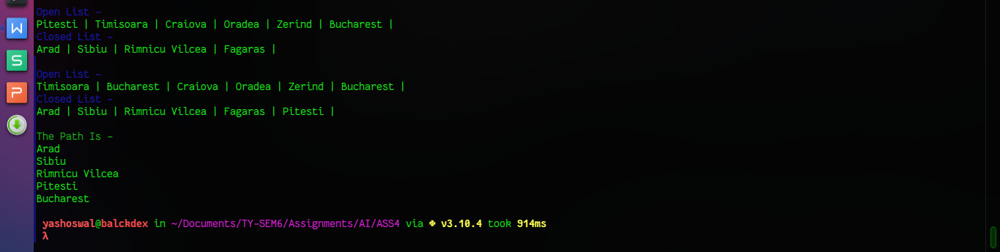 Open List -
Pitesti | Timisoara | Craiova | Oradea | Zerind | Bucharest |
Closed List -
Arad | Sibiu | Rimnicu Vilcea | Fagaras |
Open List -
Timisoara | Bucharest | Craiova | Oradea | Zerind | Bucharest |
Closed List -
Arad | Sibiu | Rimnicu Vilcea | Fagaras | Pitesti |
The Path Is -
Arad
Sibiu
Rimnicu Vilcea
Pitesti
Bucharest
yashoswal@balckdex in ~/Documents/TY-SEM6/Assignments/AI/ASS4 via v3.10.4 took 914ms
λ
W
S
P